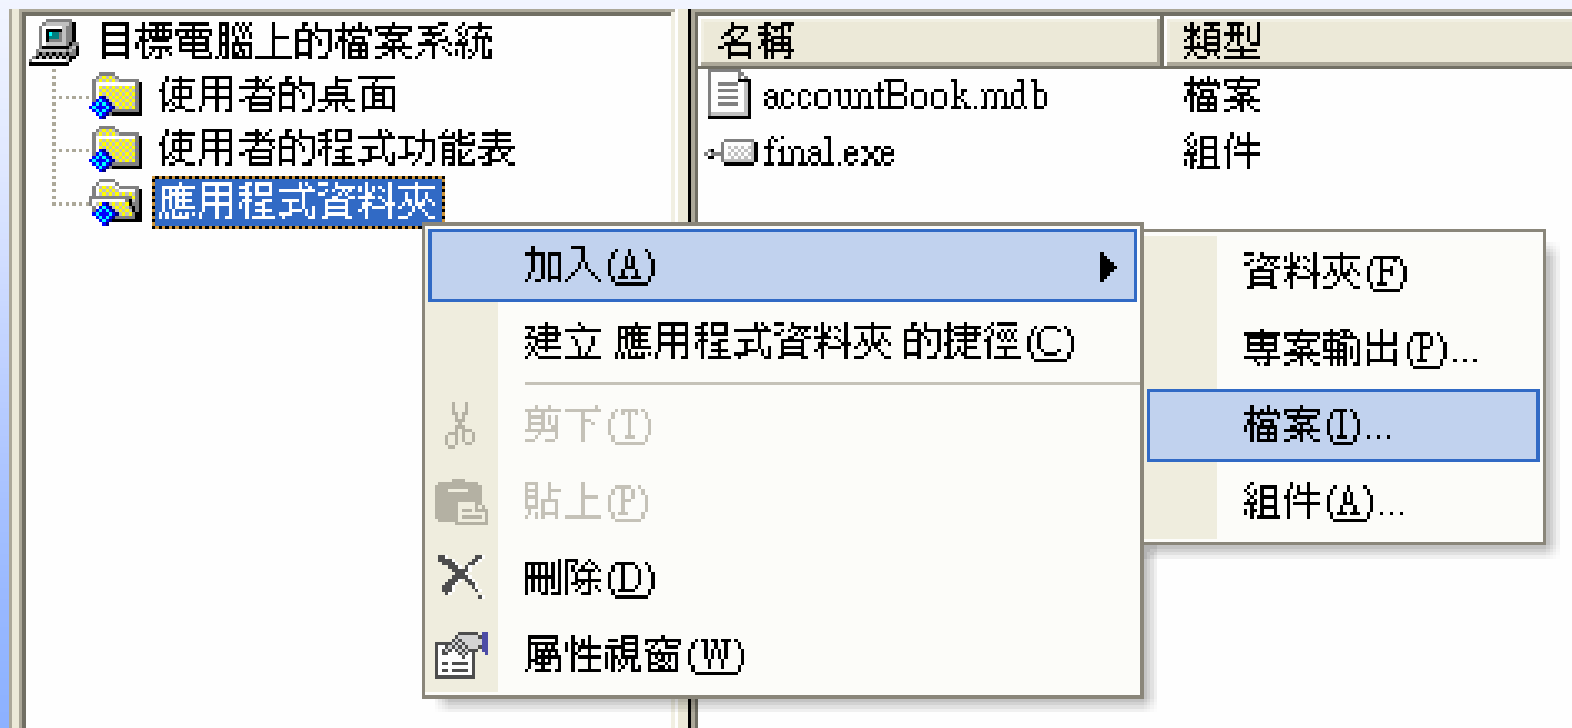 目標電腦上的檔案系統
使用者的桌面
使用者的程式功能表
應用程式資料夾
名稱 類型
accountBook.mdb 檔案
final.exe 組件
加入(A)
建立 應用程式資料夾 的捷徑(C)
剪下(T)
貼上(P)
刪除(D)
屬性視窗(W)
資料夾(F)
專案輸出(P)...
檔案(I)...
組件(A)...